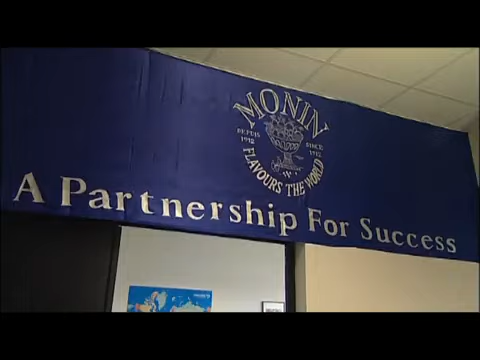 MONIN
DEPUIS 1912
SINCE 1912
FLAVOURS THE WORLD
A Partnership For Success